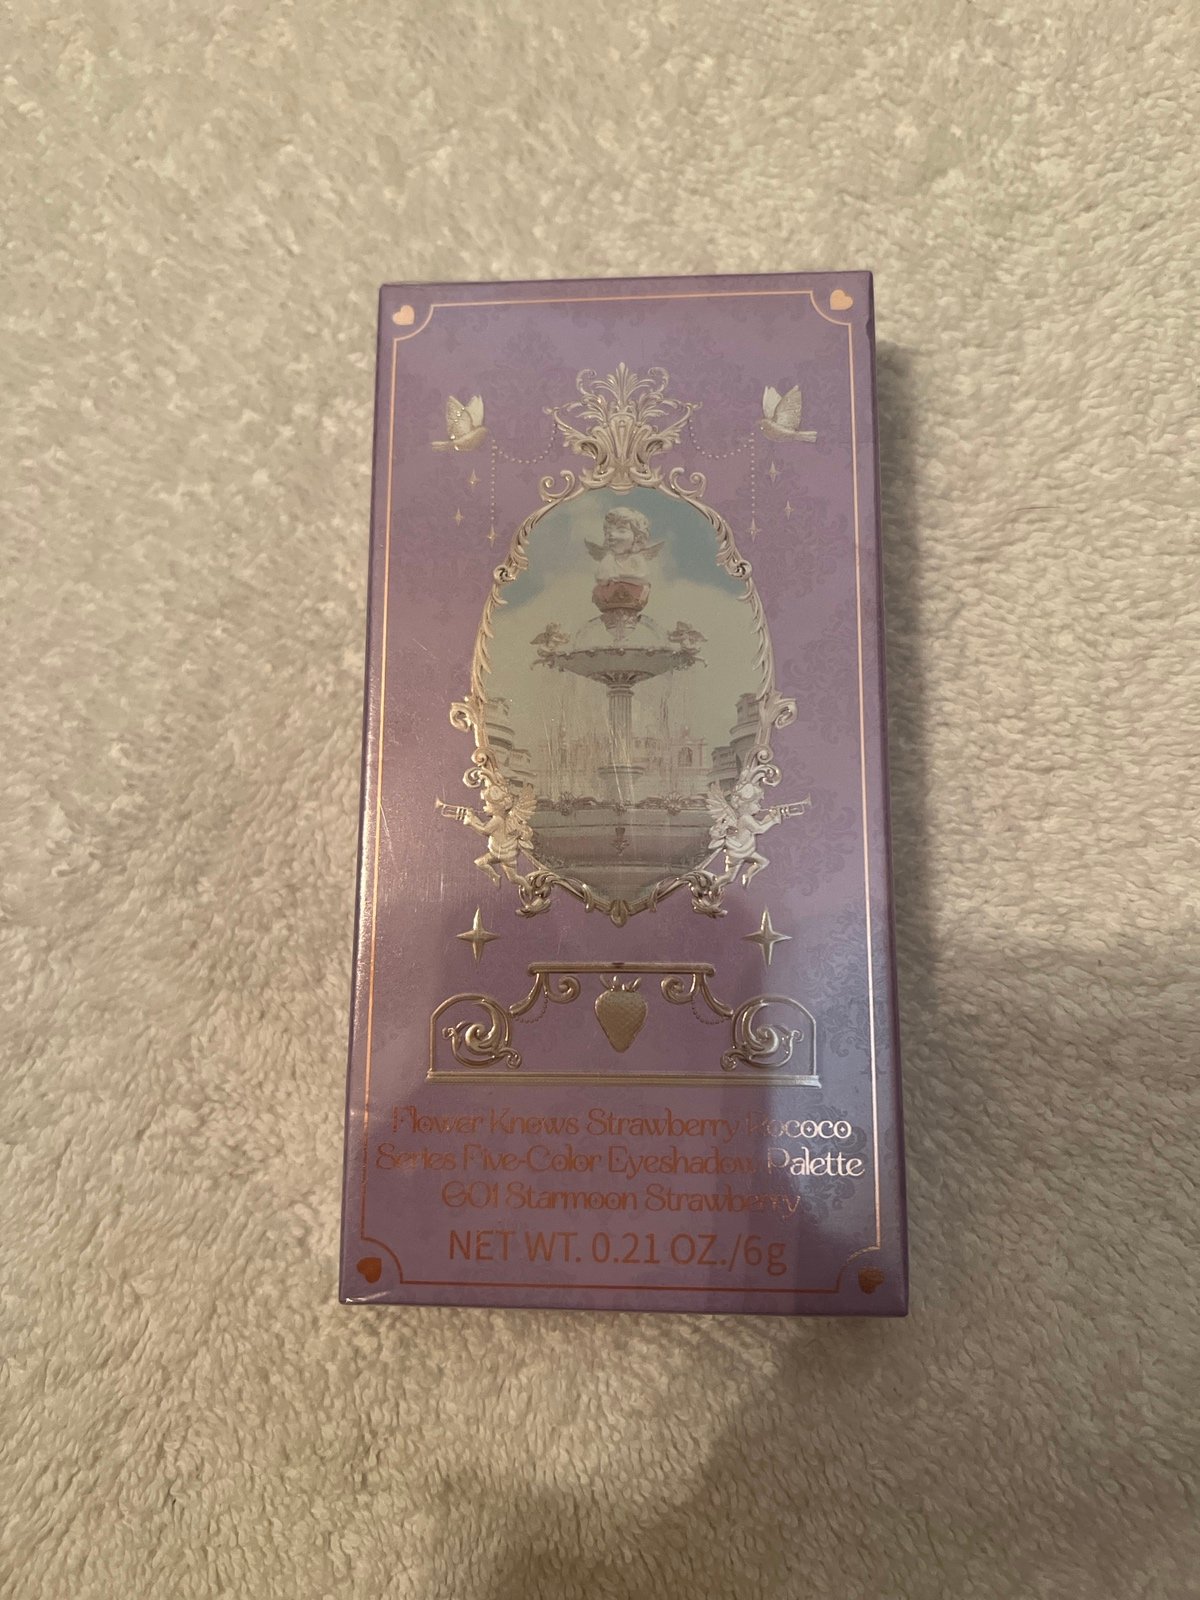 Flower Knows Strawberry Rococo
Series Five-Color Eyeshadow Palette
G01 Starmoon Strawberry
NET WT. 0.21 OZ./6g